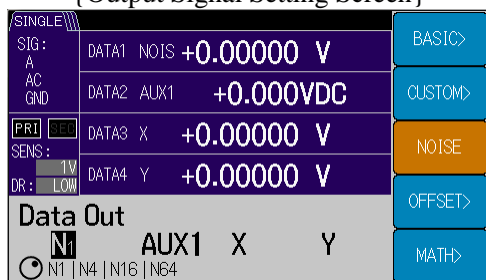 {Output Signal Setting Screen}
SINGLE
SIG:
A
AC
GND
PRI SEC
SENS:
1V
DR: LOW
DATA1 NOIS +0.00000 V
DATA2 AUX1 +0.000VDC
DATA3 X +0.00000 V
DATA4 Y +0.00000 V
Data Out
N1 AUX1 X Y
N1 | N4 | N16 | N64
BASIC>
CUSTOM>
NOISE
OFFSET>
MATH>